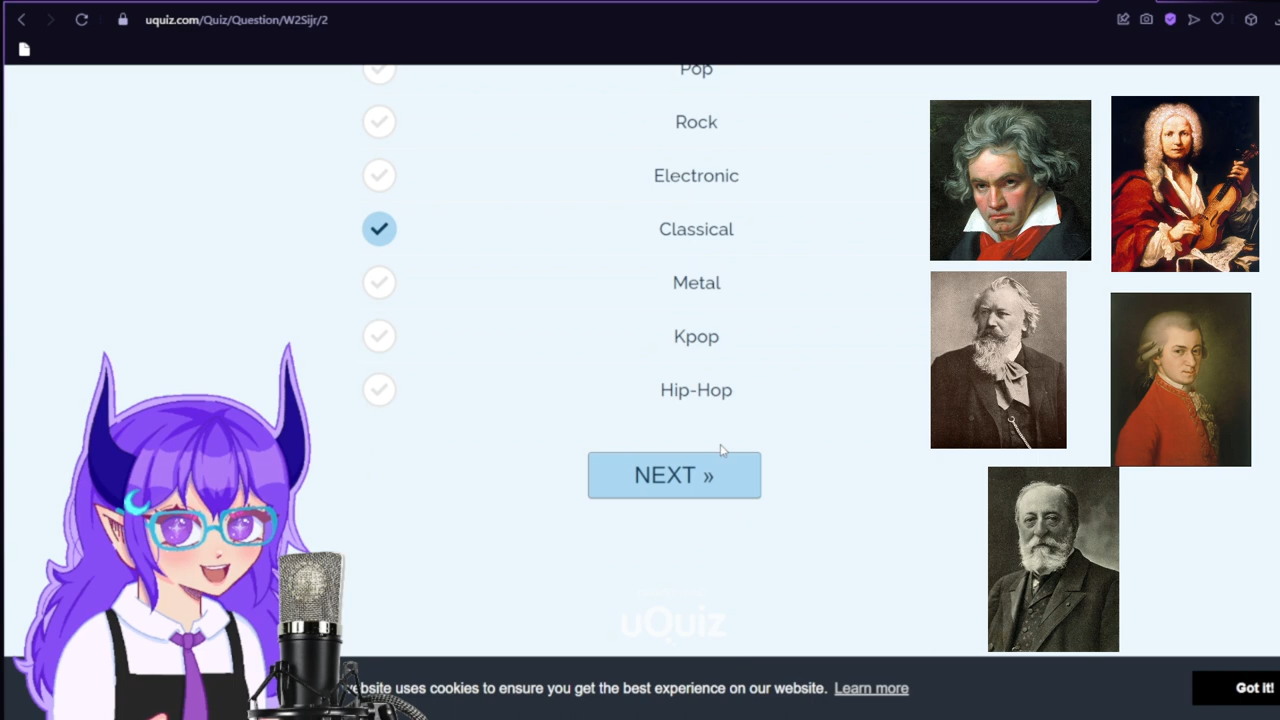 uquiz.com/Quiz/Question/W2Sijr/2
Pop
Rock
Electronic
Classical
Metal
Kpop
Hip-Hop
NEXT »
uQuiz
ebsite uses cookies to ensure you get the best experience on our website. Learn more
Got it!